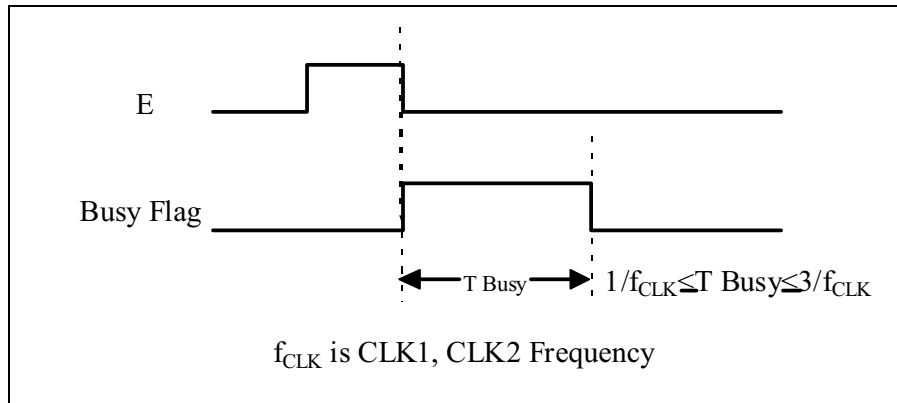 E
Busy Flag
T Busy
1/fCLK≤T Busy≤3/fCLK
fCLK is CLK1, CLK2 Frequency